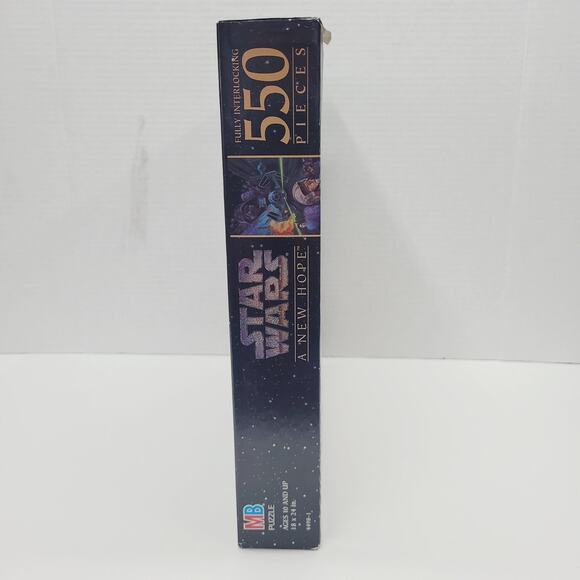 FULLY INTERLOCKING
550
PIECES
STAR
WARS
A NEW HOPE™
MB
PUZZLE
AGES 10 AND UP
18 x 24 in.